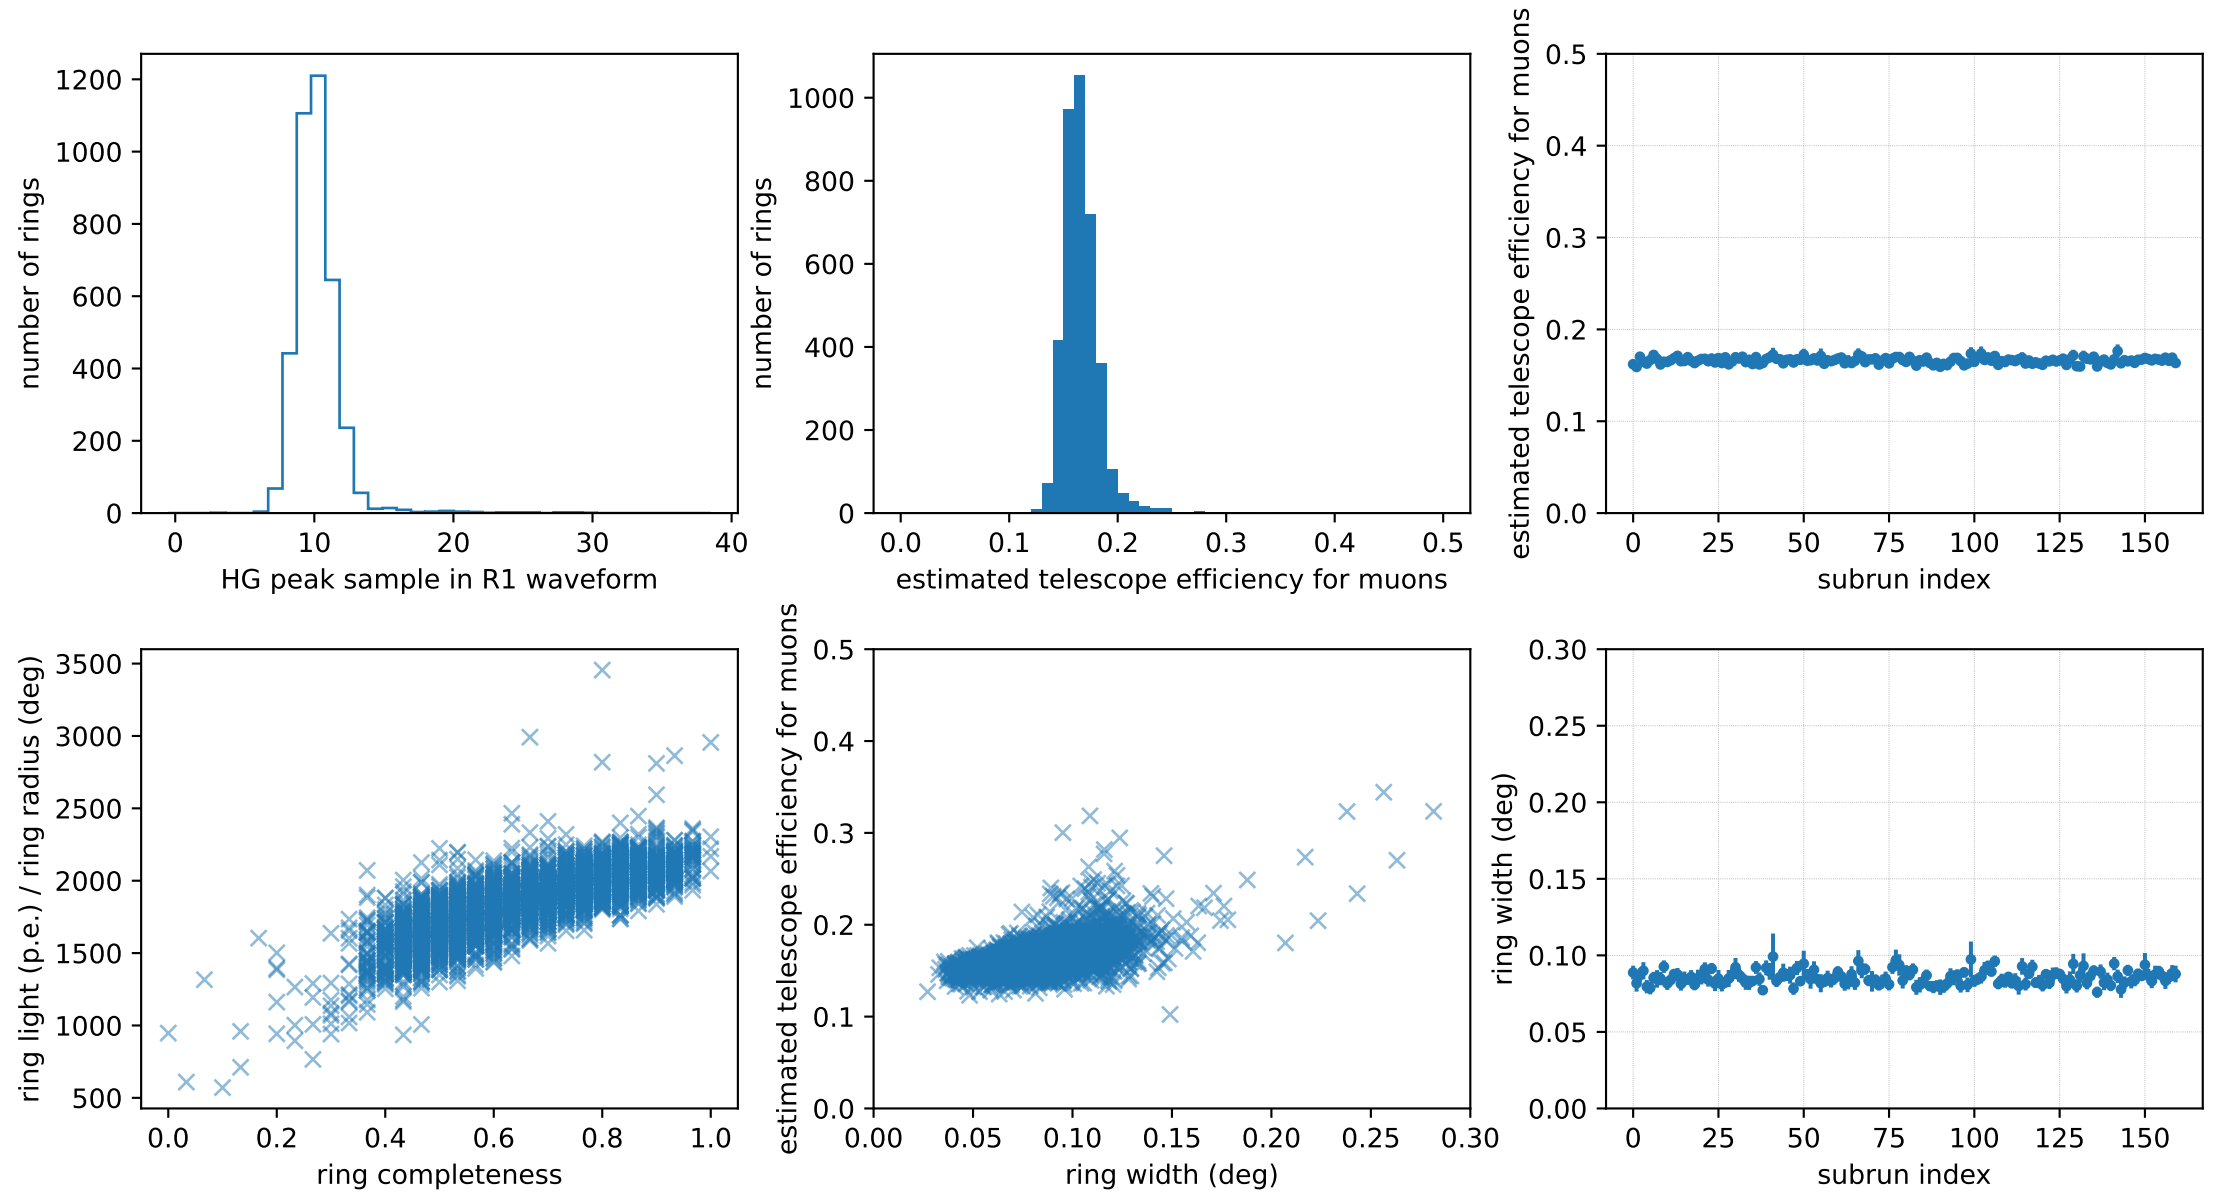 number of rings
1200
1000
800
600
400
200
0
0 10 20 30 40
HG peak sample in R1 waveform
number of rings
1000
800
600
400
200
0
0.0 0.1 0.2 0.3 0.4 0.5
estimated telescope efficiency for muons
estimated telescope efficiency for muons
0.5
0.4
0.3
0.2
0.1
0.0
0 25 50 75 100 125 150
subrun index
ring light (p.e.) / ring radius (deg)
3500
3000
2500
2000
1500
1000
500
0.0 0.2 0.4 0.6 0.8 1.0
ring completeness
estimated telescope efficiency for muons
0.5
0.4
0.3
0.2
0.1
0.0
0.00 0.05 0.10 0.15 0.20 0.25 0.30
ring width (deg)
ring width (deg)
0.30
0.25
0.20
0.15
0.10
0.05
0.00
0 25 50 75 100 125 150
subrun index